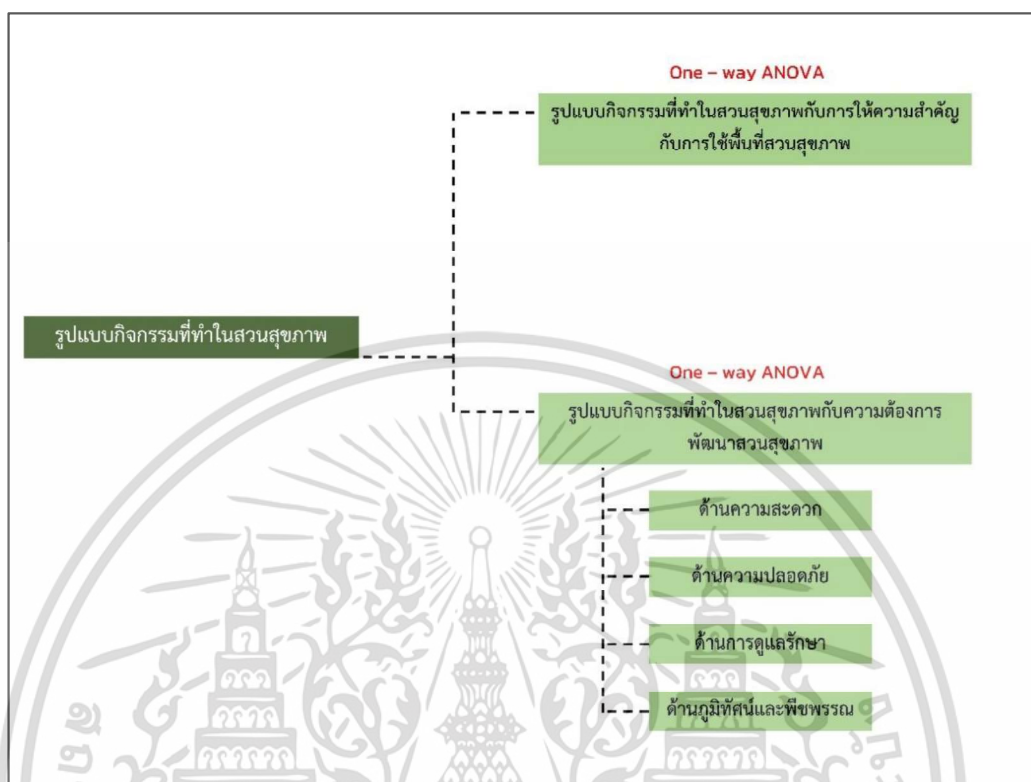 One – way ANOVA
รูปแบบกิจกรรมที่ทำในสวนสุขภาพกับการให้ความสำคัญ
กับการใช้พื้นที่สวนสุขภาพ
รูปแบบกิจกรรมที่ทำในสวนสุขภาพ
One – way ANOVA
รูปแบบกิจกรรมที่ทำในสวนสุขภาพกับความต้องการ
พัฒนาสวนสุขภาพ
ด้านความสะดวก
ด้านความปลอดภัย
ด้านการดูแลรักษา
ด้านภูมิทัศน์และพืชพรรณ